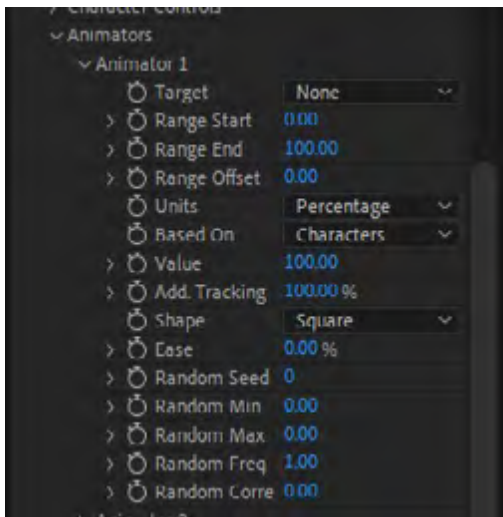 Character Controls
Animators
Animator 1
Target None
Range Start 0.00
Range End 100.00
Range Offset 0.00
Units Percentage
Based On Characters
Value 100.00
Add. Tracking 100.00 %
Shape Square
Ease 0.00 %
Random Seed 0
Random Min 0.00
Random Max 0.00
Random Freq 1.00
Random Corre 0.00